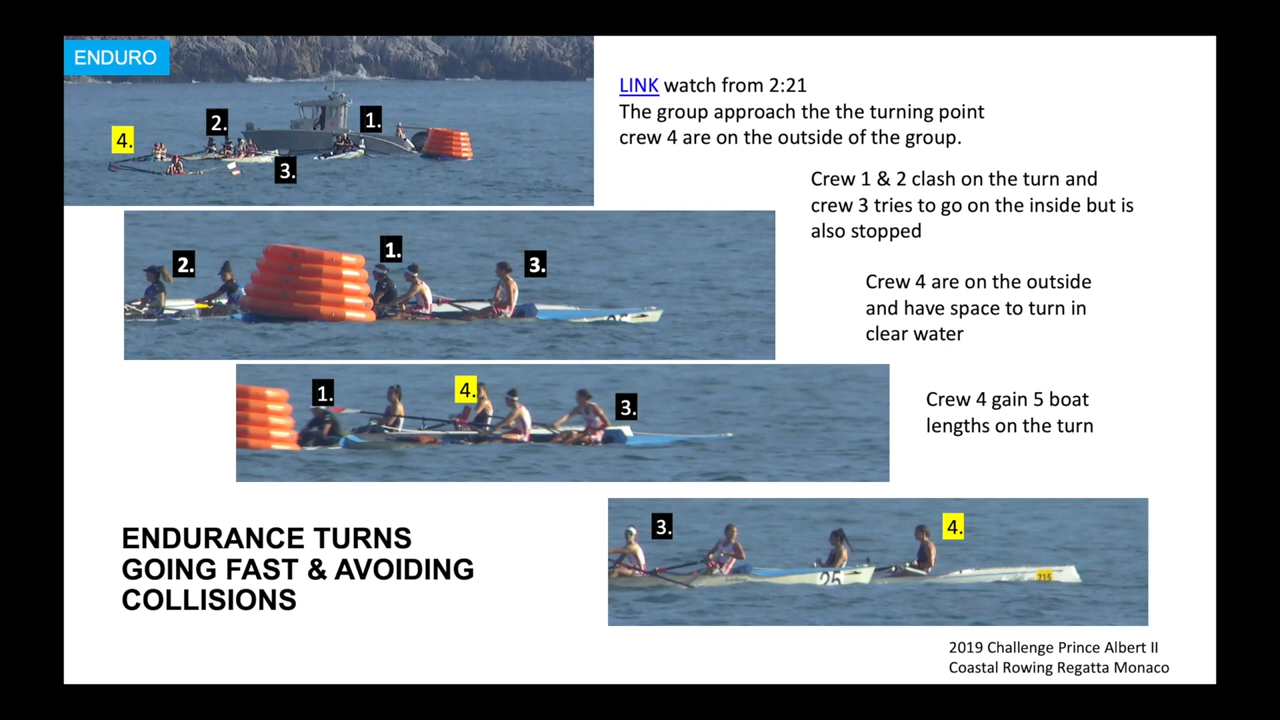 ENDURO
LINK watch from 2:21
The group approach the the turning point
crew 4 are on the outside of the group.
4.
2.
1.
3.
Crew 1 & 2 clash on the turn and
crew 3 tries to go on the inside but is
also stopped
2.
1.
3.
Crew 4 are on the outside
and have space to turn in
clear water
1.
4.
3.
Crew 4 gain 5 boat
lengths on the turn
ENDURANCE TURNS
GOING FAST & AVOIDING
COLLISIONS
3.
4.
25
215
2019 Challenge Prince Albert II
Coastal Rowing Regatta Monaco